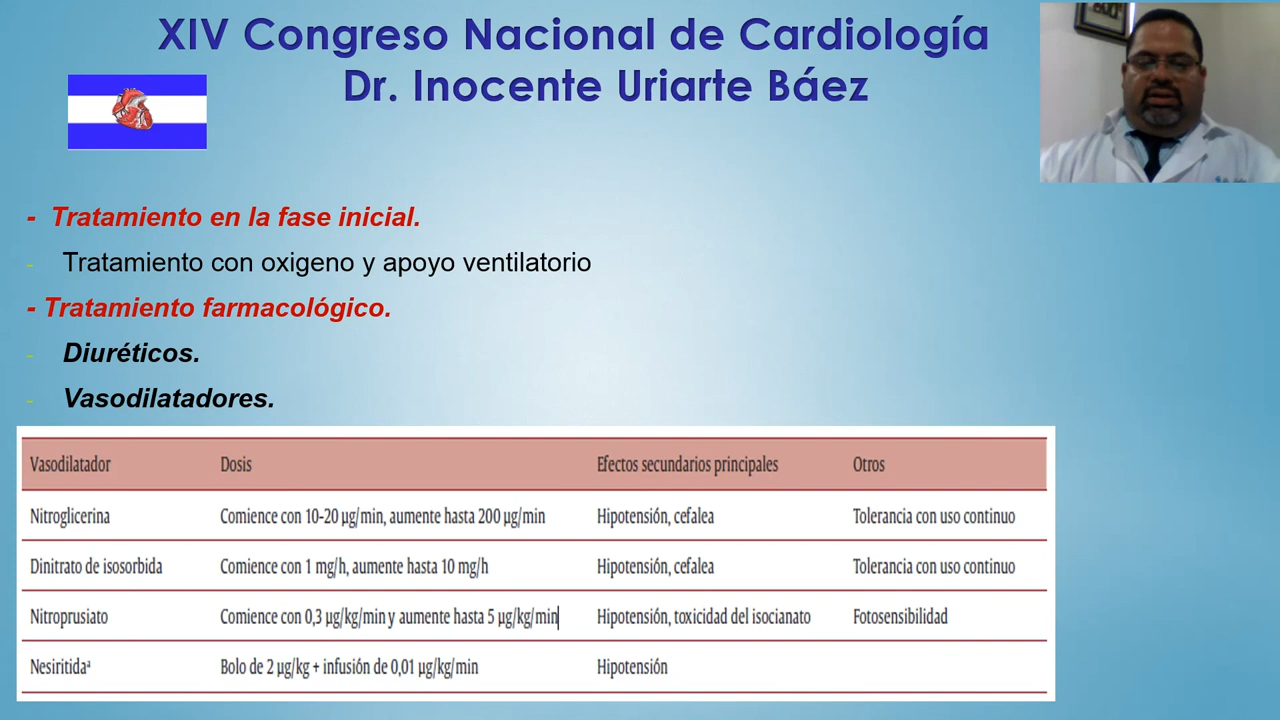 XIV Congreso Nacional de Cardiología
Dr. Inocente Uriarte Báez
- Tratamiento en la fase inicial.
- Tratamiento con oxigeno y apoyo ventilatorio
- Tratamiento farmacológico.
- Diuréticos.
- Vasodilatadores.
Vasodilatador Dosis Efectos secundarios principales Otros
Nitroglicerina Comience con 10-20 µg/min, aumente hasta 200 µg/min Hipotensión, cefalea Tolerancia con uso continuo
Dinitrato de isosorbida Comience con 1 mg/h, aumente hasta 10 mg/h Hipotensión, cefalea Tolerancia con uso continuo
Nitroprusiato Comience con 0,3 µg/kg/min y aumente hasta 5 µg/kg/min Hipotensión, toxicidad del isocianato Fotosensibilidad
Nesiritidaᵃ Bolo de 2 µg/kg + infusión de 0,01 µg/kg/min Hipotensión